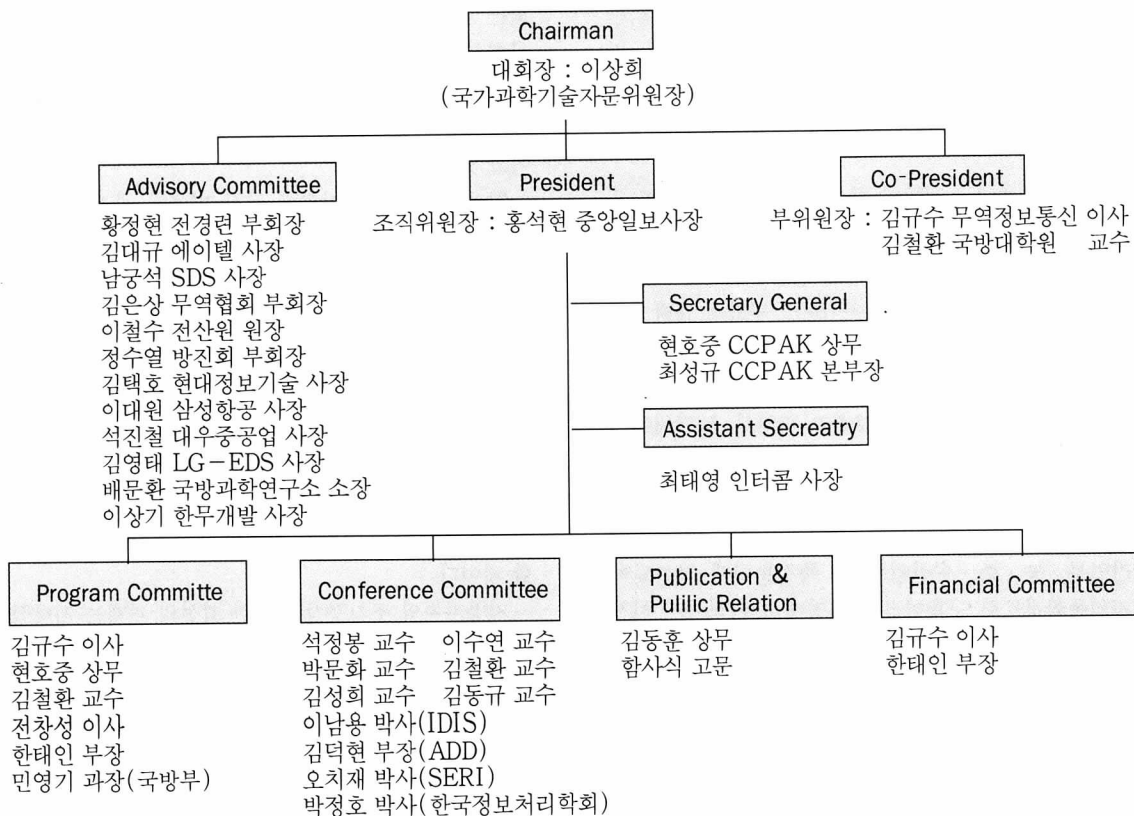 Chairman
대회장 : 이상희
(국가과학기술자문위원장)
Advisory Committee
황정현 전경련 부회장
김대규 에이텔 사장
남궁석 SDS 사장
김은상 무역협회 부회장
이철수 전산원 원장
정수열 방진회 부회장
김택호 현대정보기술 사장
이대원 삼성항공 사장
석진철 대우중공업 사장
김영태 LG-EDS 사장
배문환 국방과학연구소 소장
이상기 한무개발 사장
President
조직위원장 : 홍석현 중앙일보사장
Co-President
부위원장 : 김규수 무역정보통신 이사
김철환 국방대학원 교수
Secretary General
현호중 CCPAK 상무
최성규 CCPAK 본부장
Assistant Secreatry
최태영 인터콤 사장
Program Committe
김규수 이사
현호중 상무
김철환 교수
전창성 이사
한태인 부장
민영기 과장(국방부)
Conference Committee
석정봉 교수 이수연 교수
박문화 교수 김철환 교수
김성희 교수 김동규 교수
이남용 박사(IDIS)
김덕현 부장(ADD)
오치재 박사(SERI)
박정호 박사(한국정보처리학회)
Publication &
Pulilic Relation
김동훈 상무
함사식 고문
Financial Committee
김규수 이사
한태인 부장